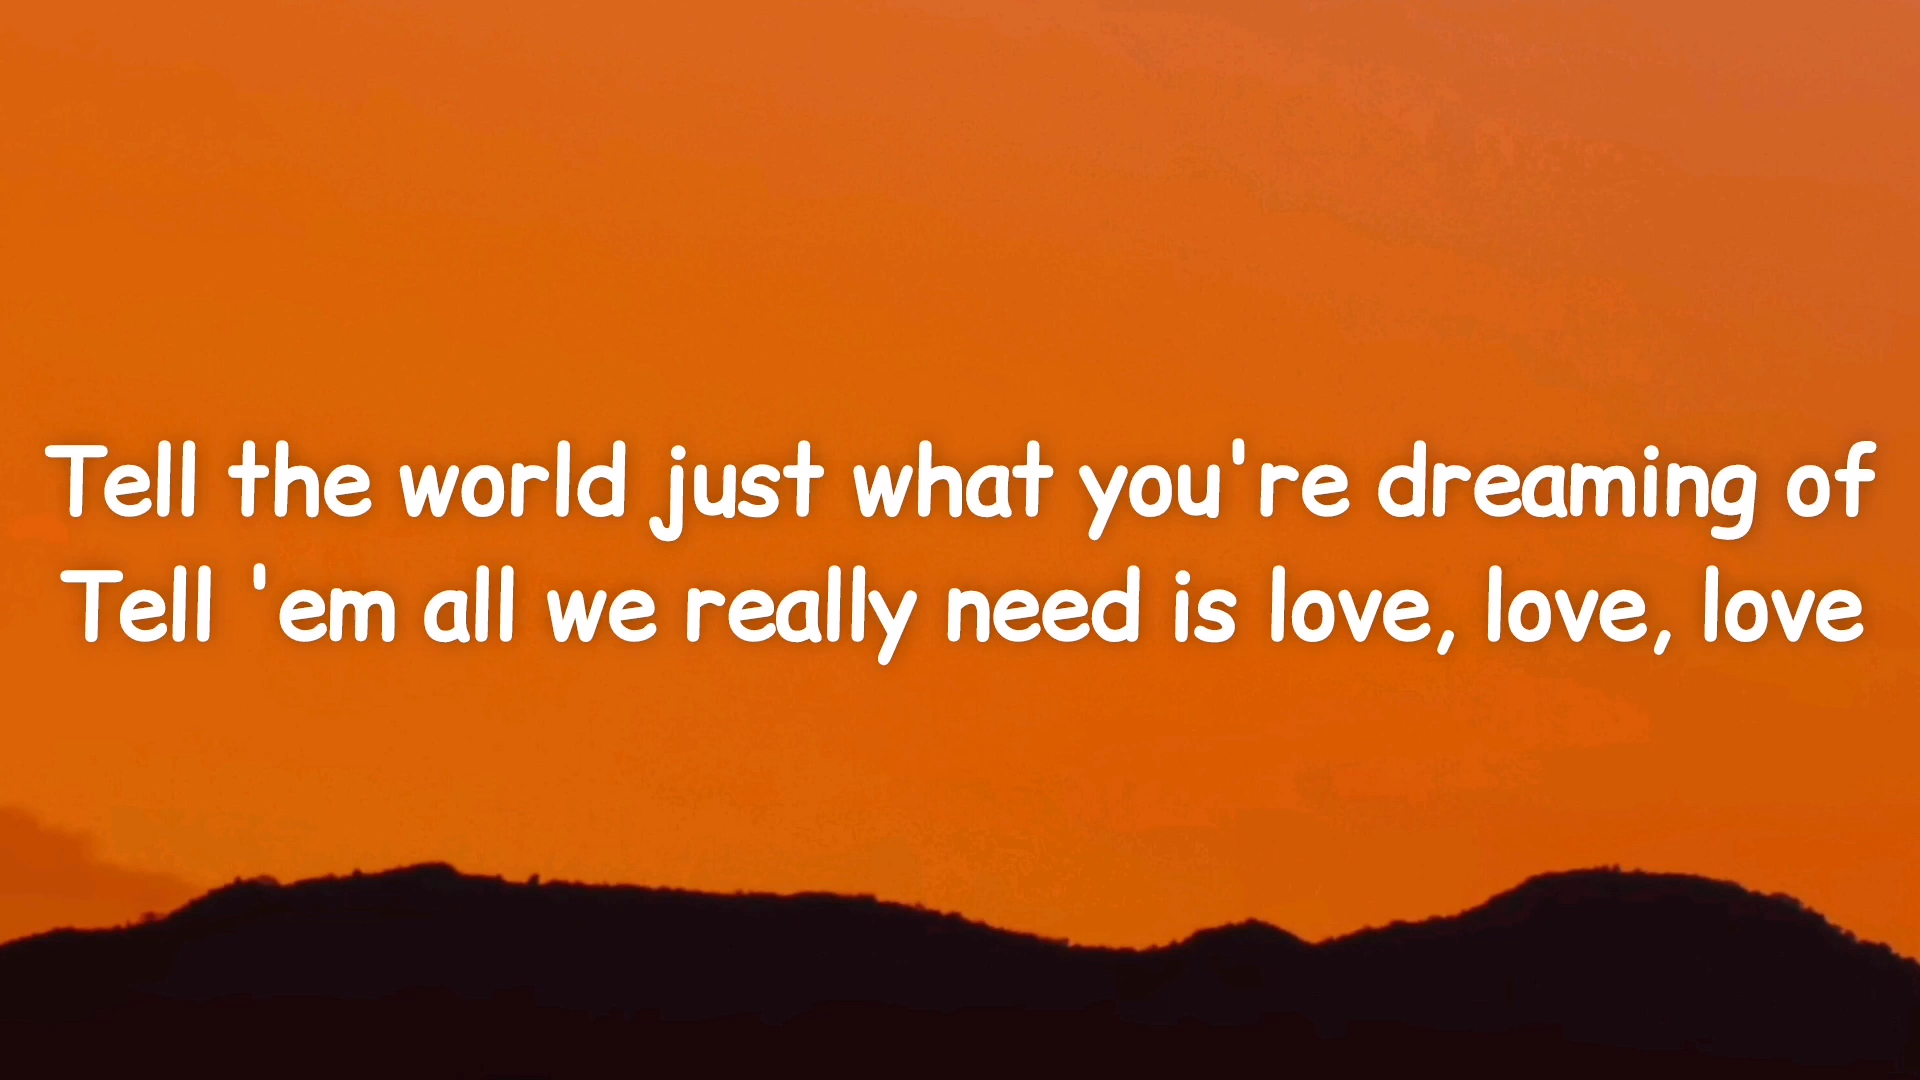 Tell the world just what you're dreaming of
Tell 'em all we really need is love, love, love